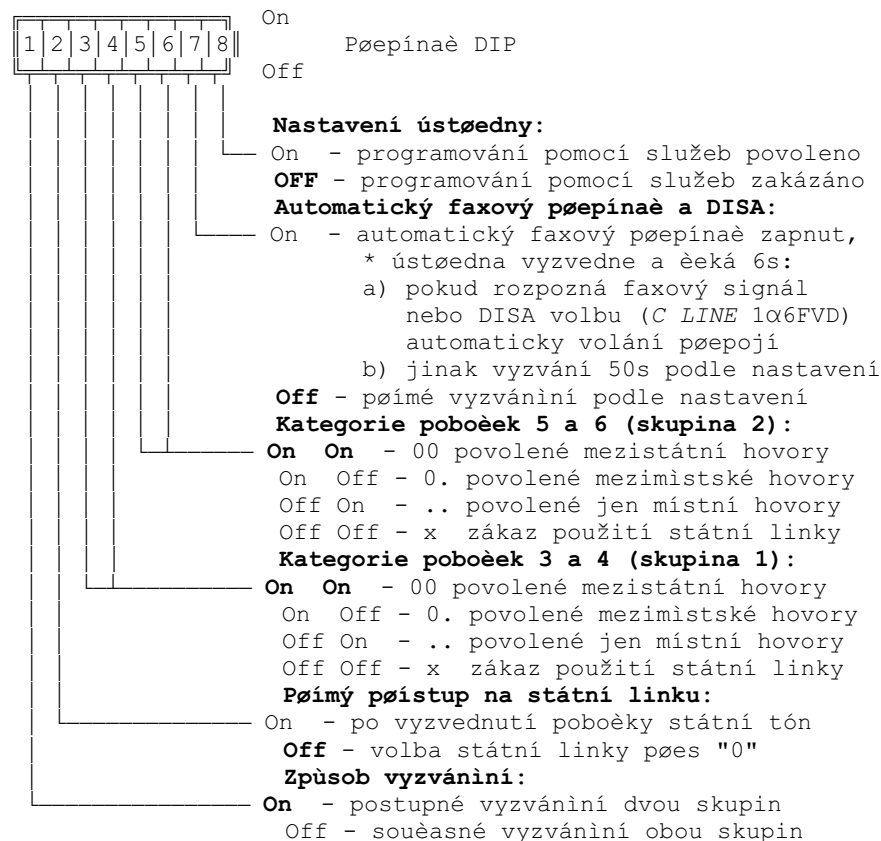 On
1|2|3|4|5|6|7|8 Pøepínaè DIP
Off
Nastavení ústøedny:
On - programování pomocí služeb povoleno
OFF - programování pomocí služeb zakázáno
Automatický faxový pøepínaè a DISA:
On - automatický faxový pøepínaè zapnut,
* ústøedna vyzvedne a èeká 6s:
a) pokud rozpozná faxový signál
nebo DISA volbu (C LINE 1α6FVD)
automaticky volání pøepojí
b) jinak vyzvání 50s podle nastavení
Off - pøímé vyzvánìní podle nastavení
Kategorie poboèek 5 a 6 (skupina 2):
On On - 00 povolené mezistátní hovory
On Off - 0. povolené mezimìstské hovory
Off On - .. povolené jen místní hovory
Off Off - x zákaz použití státní linky
Kategorie poboèek 3 a 4 (skupina 1):
On On - 00 povolené mezistátní hovory
On Off - 0. povolené mezimìstské hovory
Off On - .. povolené jen místní hovory
Off Off - x zákaz použití státní linky
Pøímý pøístup na státní linku:
On - po vyzvednutí poboèky státní tón
Off - volba státní linky pøes "0"
Zpùsob vyzvánìní:
On - postupné vyzvánìní dvou skupin
Off - souèasné vyzvánìní obou skupin